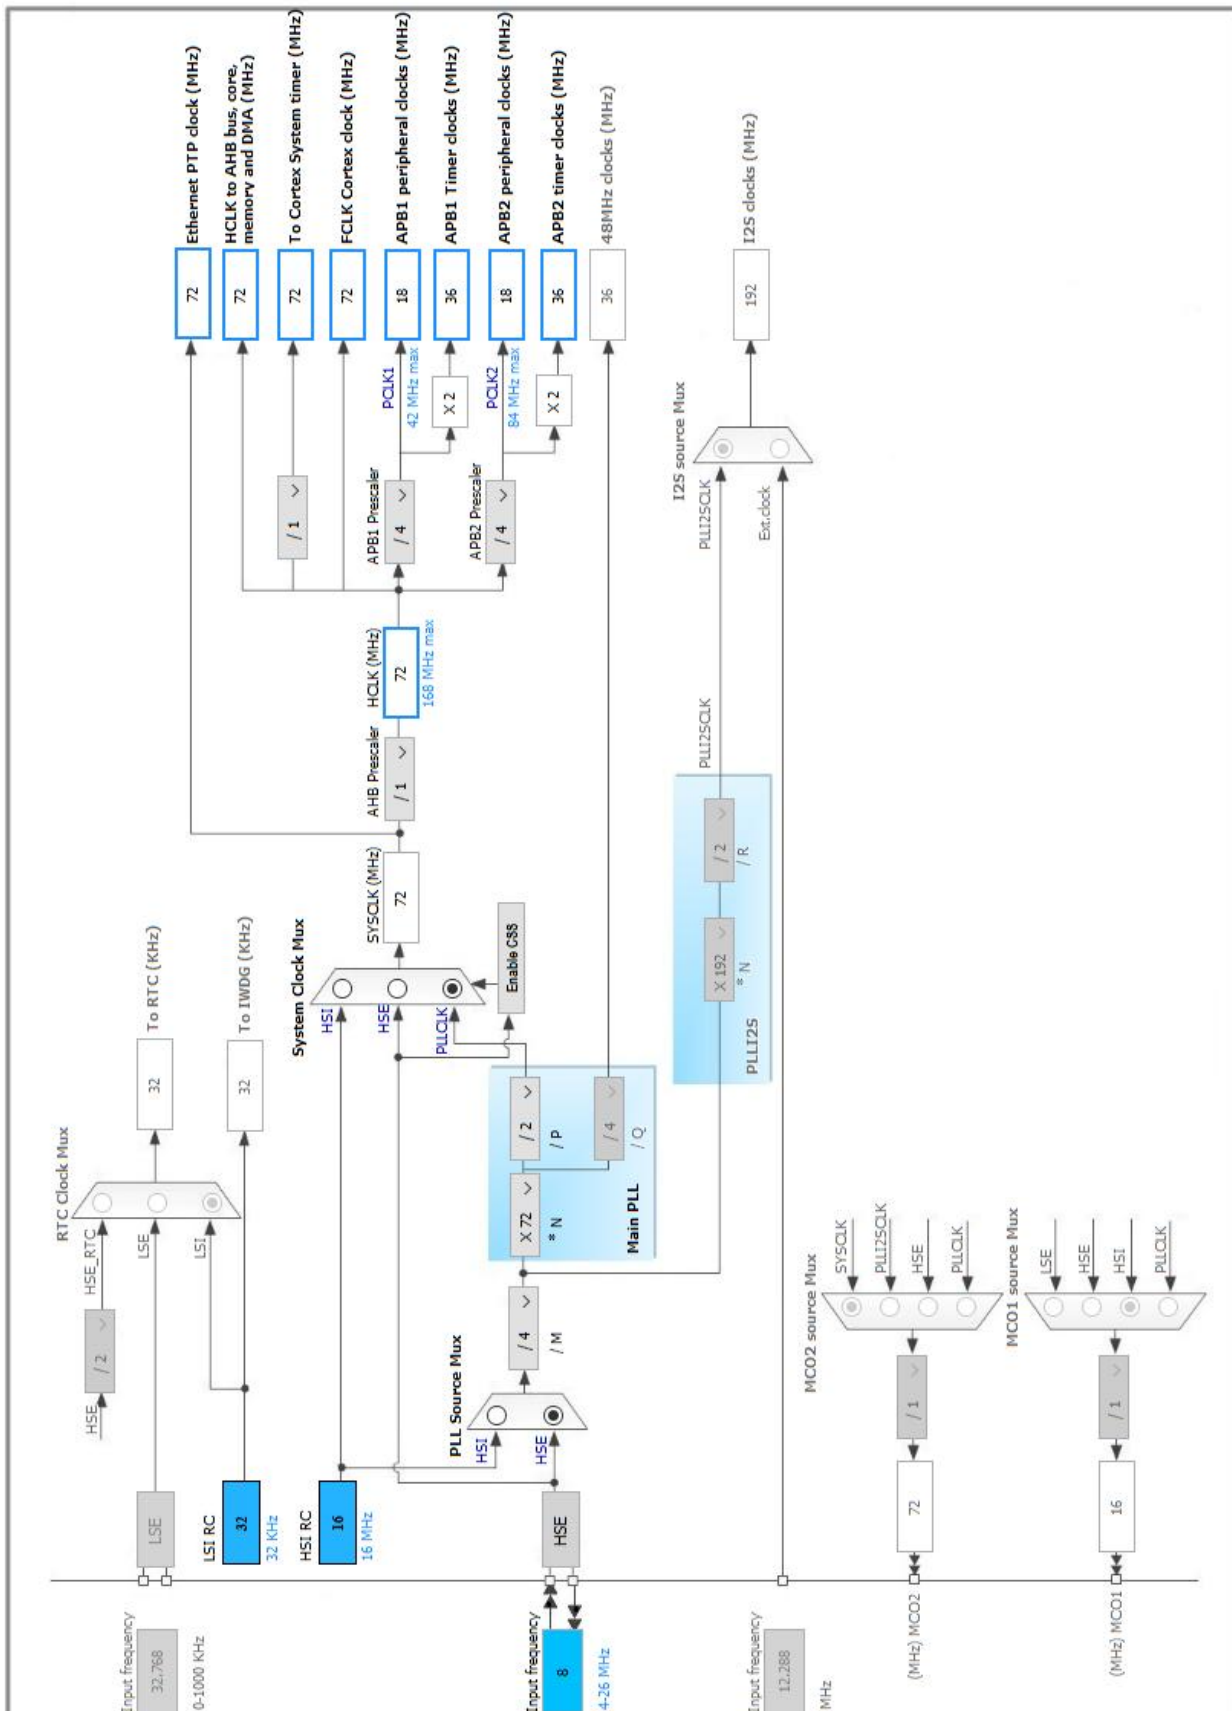 Input frequency
32.768
0-1000 KHz
LSE
HSE
/ 2
HSE_RTC
LSE
LSI
RTC Clock Mux
32
To RTC (KHz)
LSI RC
32
32 KHz
32
To IWDG (KHz)
HSI RC
16
16 MHz
System Clock Mux
HSI
HSE
PLLCLK
Enable CSS
SYSCLK (MHz)
72
AHB Prescaler
/ 1
HCLK (MHz)
72
168 MHz max
72
Ethernet PTP clock (MHz)
72
HCLK to AHB bus, core,
memory and DMA (MHz)
/ 1
72
To Cortex System timer (MHz)
72
FCLK Cortex clock (MHz)
APB1 Prescaler
/ 4
PCLK1
42 MHz max
18
APB1 peripheral clocks (MHz)
X 2
36
APB1 Timer clocks (MHz)
APB2 Prescaler
/ 4
PCLK2
84 MHz max
18
APB2 peripheral clocks (MHz)
X 2
36
APB2 timer clocks (MHz)
36
48MHz clocks (MHz)
Input frequency
8
4-26 MHz
HSE
PLL Source Mux
HSI
HSE
/ 4
/ M
X 72
* N
/ 2
/ P
/ 4
/ Q
Main PLL
PLLI2S
X 192
* N
/ 2
/ R
PLLI2SCLK
PLLI2SCLK
Ext.clock
I2S source Mux
192
I2S clocks (MHz)
Input frequency
12.288
MHz
MCO2 source Mux
SYSCLK
PLLI2SCLK
HSE
PLLCLK
/ 1
72
(MHz) MCO2
MCO1 source Mux
LSE
HSE
HSI
PLLCLK
/ 1
16
(MHz) MCO1